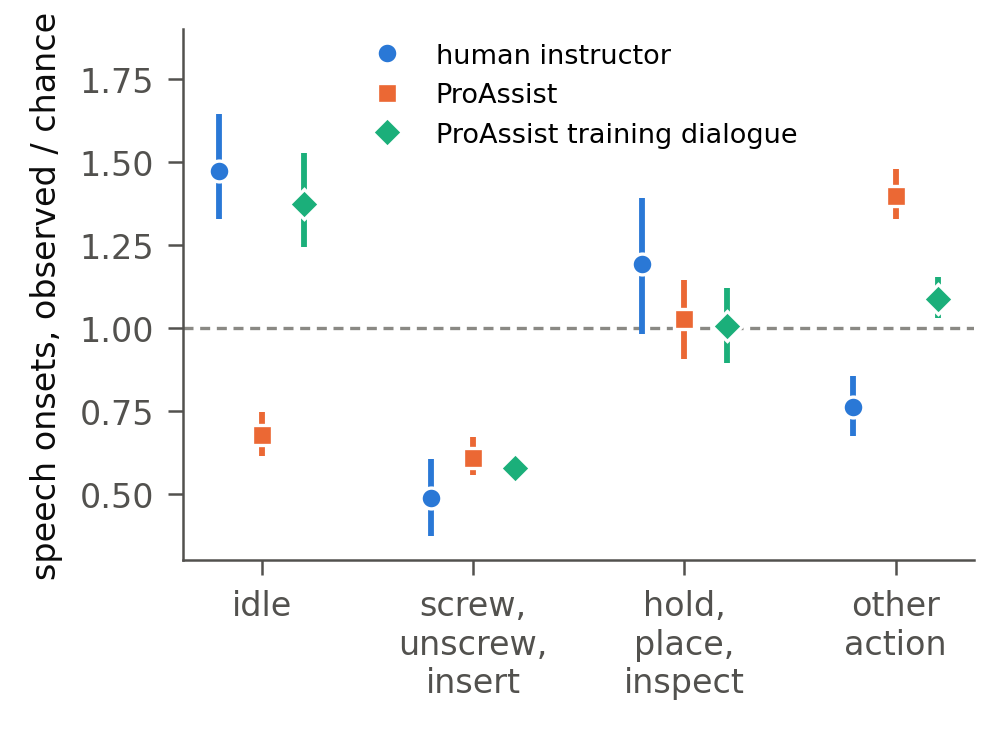 speech onsets, observed / chance
1.75
1.50
1.25
1.00
0.75
0.50
human instructor
ProAssist
ProAssist training dialogue
idle
screw,
unscrew,
insert
hold,
place,
inspect
other
action